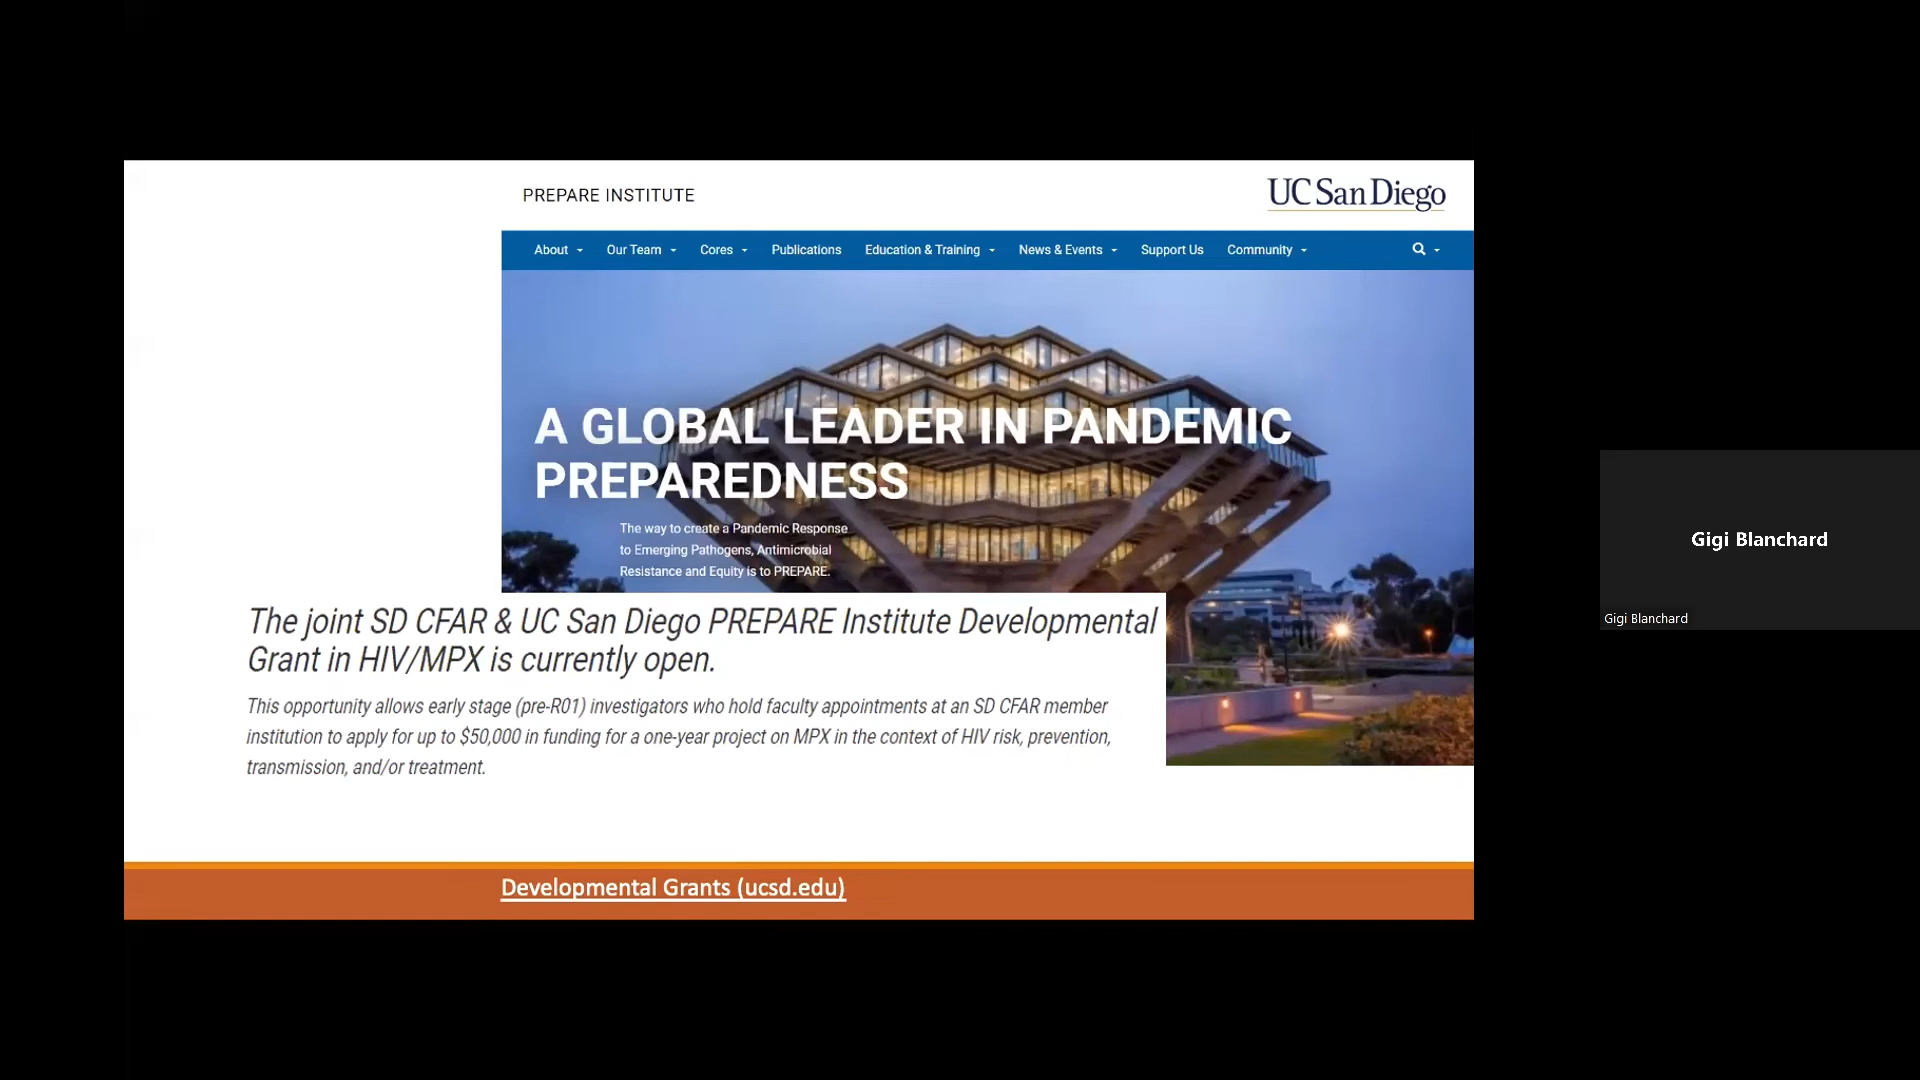 PREPARE INSTITUTE
UC San Diego
About Our Team Cores Publications Education & Training News & Events Support Us Community
A GLOBAL LEADER IN PANDEMIC
PREPAREDNESS
The way to create a Pandemic Response
to Emerging Pathogens, Antimicrobial
Resistance and Equity is to PREPARE.
The joint SD CFAR & UC San Diego PREPARE Institute Developmental
Grant in HIV/MPX is currently open.
This opportunity allows early stage (pre-R01) investigators who hold faculty appointments at an SD CFAR member
institution to apply for up to $50,000 in funding for a one-year project on MPX in the context of HIV risk, prevention,
transmission, and/or treatment.
Developmental Grants (ucsd.edu)
Gigi Blanchard
Gigi Blanchard